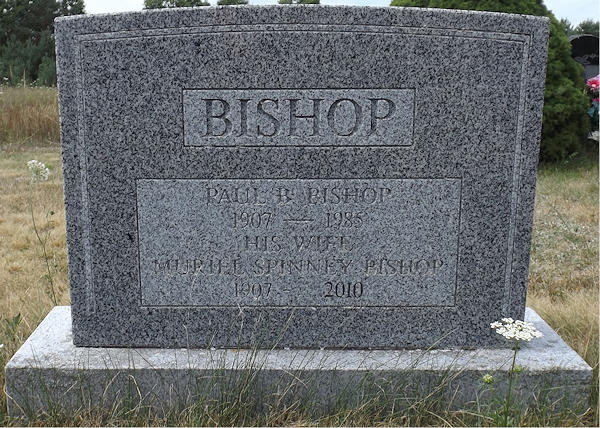 BISHOP
PAUL B. BISHOP
1907 — 1985
HIS WIFE
MURIEL SPINNEY BISHOP
1907 — 2010